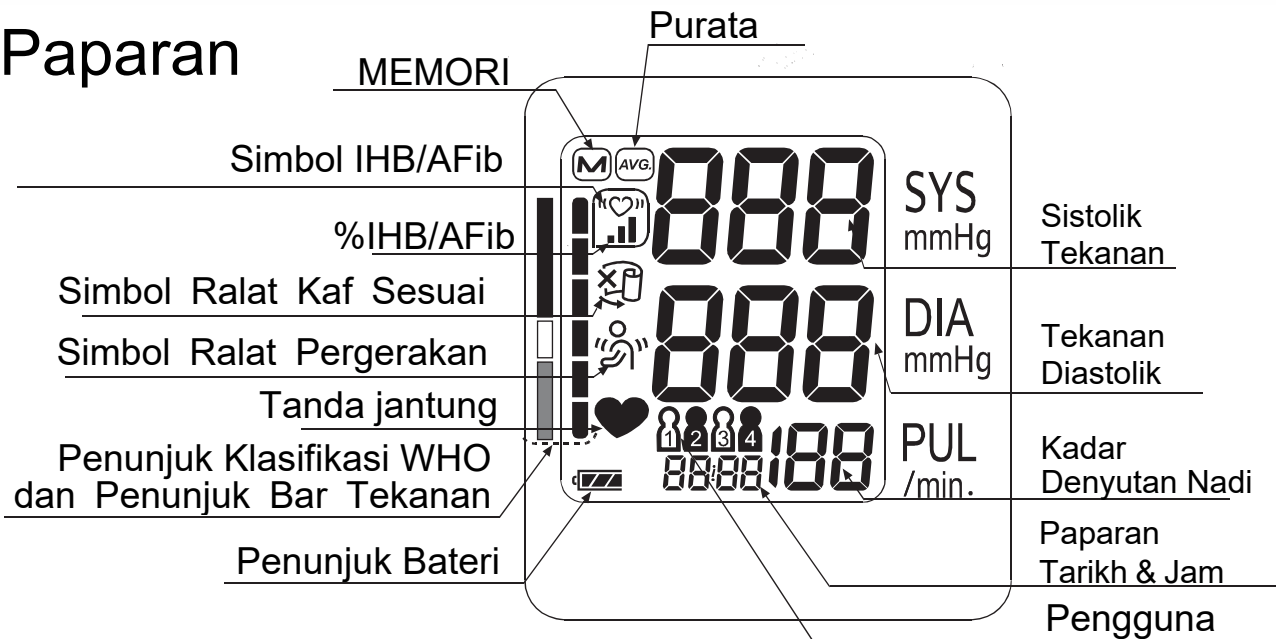 Paparan
Purata
MEMORI
Simbol IHB/AFib
%IHB/AFib
Simbol Ralat Kaf Sesuai
Simbol Ralat Pergerakan
Tanda jantung
Penunjuk Klasifikasi WHO
dan Penunjuk Bar Tekanan
Penunjuk Bateri
M AVG.
888
SYS
mmHg
888
DIA
mmHg
1 2 3 4
88:88
188
PUL
/min.
Sistolik
Tekanan
Tekanan
Diastolik
Kadar
Denyutan Nadi
Paparan
Tarikh & Jam
Pengguna